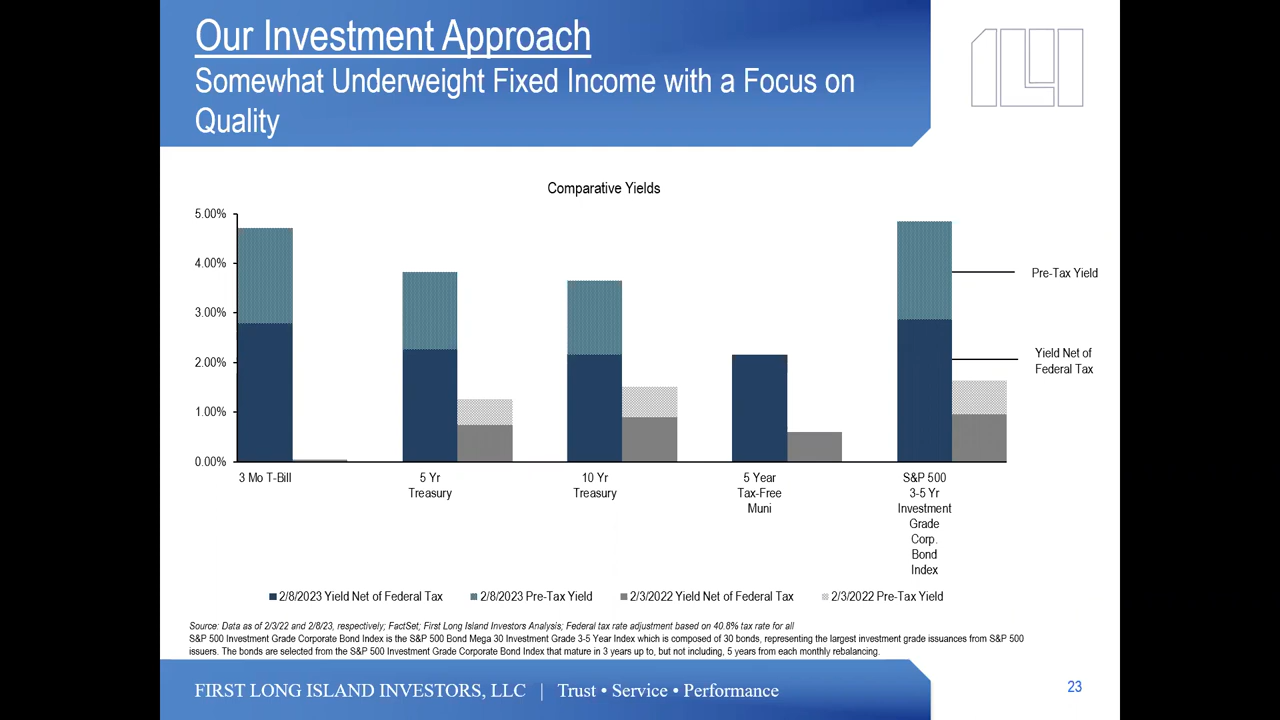 Our Investment Approach
Somewhat Underweight Fixed Income with a Focus on
Quality
Comparative Yields
5.00%
4.00%
3.00%
2.00%
1.00%
0.00%
Pre-Tax Yield
Yield Net of
Federal Tax
3 Mo T-Bill
5 Yr
Treasury
10 Yr
Treasury
5 Year
Tax-Free
Muni
S&P 500
3-5 Yr
Investment
Grade
Corp.
Bond
Index
2/8/2023 Yield Net of Federal Tax
2/8/2023 Pre-Tax Yield
2/3/2022 Yield Net of Federal Tax
2/3/2022 Pre-Tax Yield
Source: Data as of 2/3/22 and 2/8/23, respectively; FactSet; First Long Island Investors Analysis; Federal tax rate adjustment based on 40.8% tax rate for all
S&P 500 Investment Grade Corporate Bond Index is the S&P 500 Bond Mega 30 Investment Grade 3-5 Year Index which is composed of 30 bonds, representing the largest investment grade issuances from S&P 500
issuers. The bonds are selected from the S&P 500 Investment Grade Corporate Bond Index that mature in 3 years up to, but not including, 5 years from each monthly rebalancing.
FIRST LONG ISLAND INVESTORS, LLC | Trust • Service • Performance
23